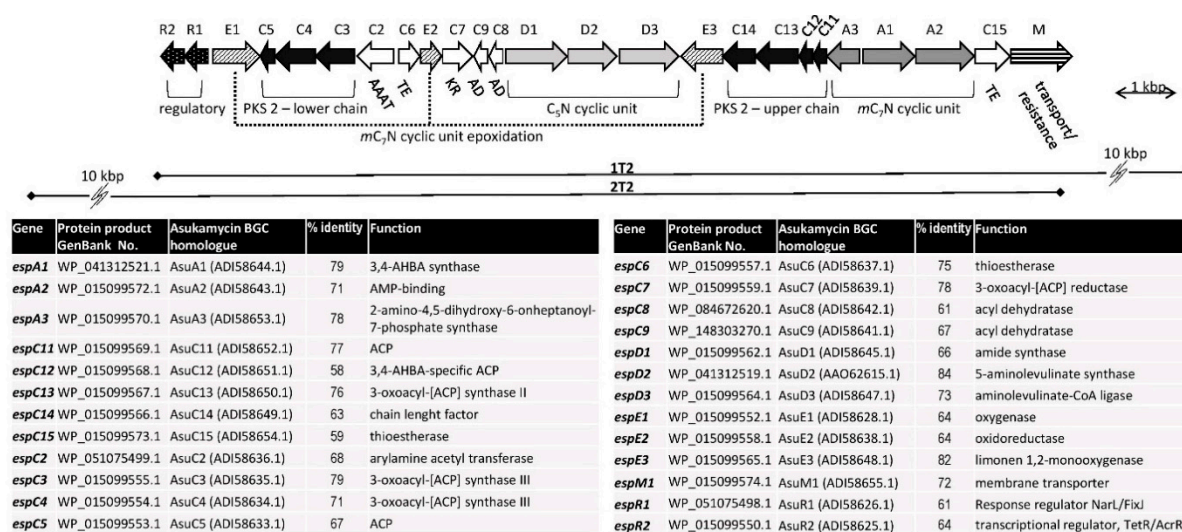 R2 R1 E1 C5 C4 C3 C2 C6 E2 C7 C9 C8 D1 D2 D3 E3 C14 C13 C12 C11 A3 A1 A2 C15 M
AAAT TE KR AD AD TE transport/
resistance
1 kbp
regulatory PKS 2 – lower chain C5N cyclic unit PKS 2 – upper chain mC7N cyclic unit
mC7N cyclic unit epoxidation
10 kbp
1T2
10 kbp
2T2
Gene Protein product GenBank No. Asukamycin BGC homologue % identity Function
espA1 WP_041312521.1 AsuA1 (ADI58644.1) 79 3,4-AHBA synthase
espA2 WP_015099572.1 AsuA2 (ADI58643.1) 71 AMP-binding
espA3 WP_015099570.1 AsuA3 (ADI58653.1) 78 2-amino-4,5-dihydroxy-6-onheptanoyl-
7-phosphate synthase
espC11 WP_015099569.1 AsuC11 (ADI58652.1) 77 ACP
espC12 WP_015099568.1 AsuC12 (ADI58651.1) 58 3,4-AHBA-specific ACP
espC13 WP_015099567.1 AsuC13 (ADI58650.1) 76 3-oxoacyl-[ACP] synthase II
espC14 WP_015099566.1 AsuC14 (ADI58649.1) 63 chain lenght factor
espC15 WP_015099573.1 AsuC15 (ADI58654.1) 59 thioestherase
espC2 WP_051075499.1 AsuC2 (ADI58636.1) 68 arylamine acetyl transferase
espC3 WP_015099555.1 AsuC3 (ADI58635.1) 79 3-oxoacyl-[ACP] synthase III
espC4 WP_015099554.1 AsuC4 (ADI58634.1) 71 3-oxoacyl-[ACP] synthase III
espC5 WP_015099553.1 AsuC5 (ADI58633.1) 67 ACP
Gene Protein product GenBank No. Asukamycin BGC homologue % identity Function
espC6 WP_015099557.1 AsuC6 (ADI58637.1) 75 thioestherase
espC7 WP_015099559.1 AsuC7 (ADI58639.1) 78 3-oxoacyl-[ACP] reductase
espC8 WP_084672620.1 AsuC8 (ADI58642.1) 61 acyl dehydratase
espC9 WP_148303270.1 AsuC9 (ADI58641.1) 67 acyl dehydratase
espD1 WP_015099562.1 AsuD1 (ADI58645.1) 66 amide synthase
espD2 WP_041312519.1 AsuD2 (AAO62615.1) 84 5-aminolevulinate synthase
espD3 WP_015099564.1 AsuD3 (ADI58647.1) 73 aminolevulinate-CoA ligase
espE1 WP_015099552.1 AsuE1 (ADI58628.1) 64 oxygenase
espE2 WP_015099558.1 AsuE2 (ADI58638.1) 64 oxidoreductase
espE3 WP_015099565.1 AsuE3 (ADI58648.1) 82 limonen 1,2-monooxygenase
espM1 WP_015099574.1 AsuM1 (ADI58655.1) 72 membrane transporter
espR1 WP_051075498.1 AsuR1 (ADI58626.1) 61 Response regulator NarL/FixJ
espR2 WP_015099550.1 AsuR2 (ADI58625.1) 64 transcriptional regulator, TetR/AcrR